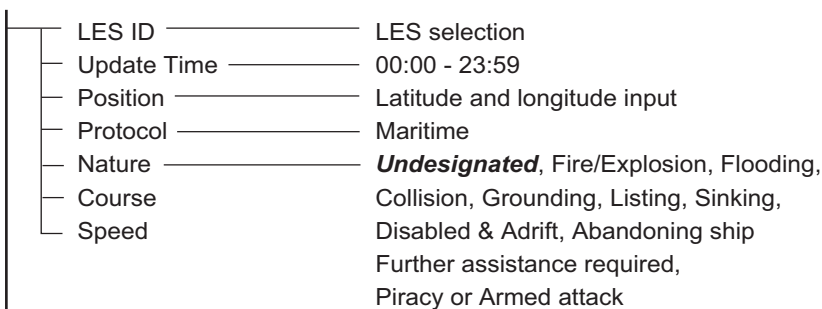 LES ID LES selection
Update Time 00:00 - 23:59
Position Latitude and longitude input
Protocol Maritime
Nature Undesignated, Fire/Explosion, Flooding,
Course Collision, Grounding, Listing, Sinking,
Speed Disabled & Adrift, Abandoning ship
Further assistance required,
Piracy or Armed attack